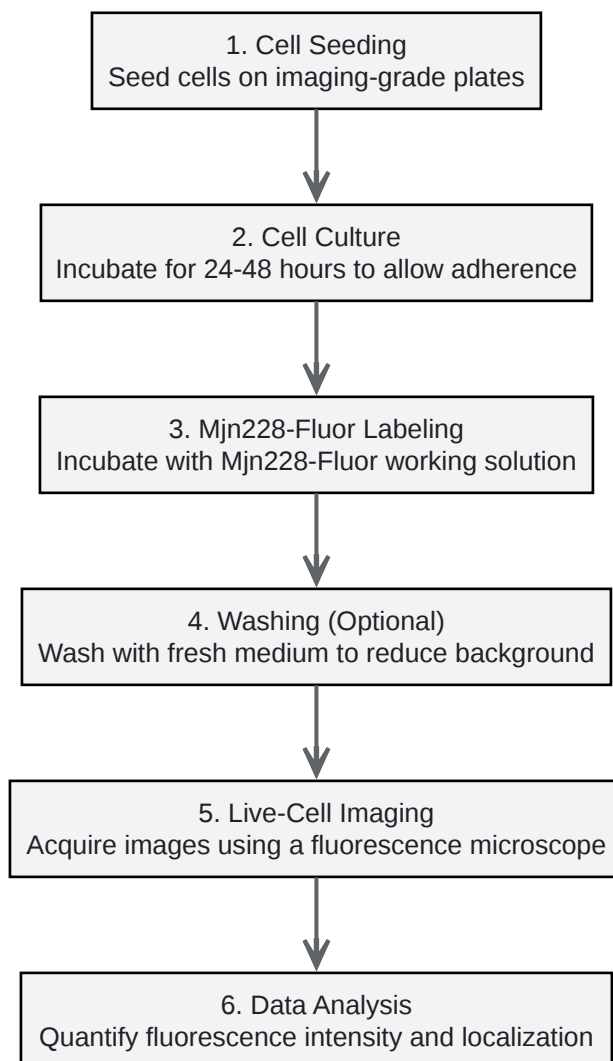 1. Cell Seeding
Seed cells on imaging-grade plates
2. Cell Culture
Incubate for 24-48 hours to allow adherence
3. Mjn228-Fluor Labeling
Incubate with Mjn228-Fluor working solution
4. Washing (Optional)
Wash with fresh medium to reduce background
5. Live-Cell Imaging
Acquire images using a fluorescence microscope
6. Data Analysis
Quantify fluorescence intensity and localization